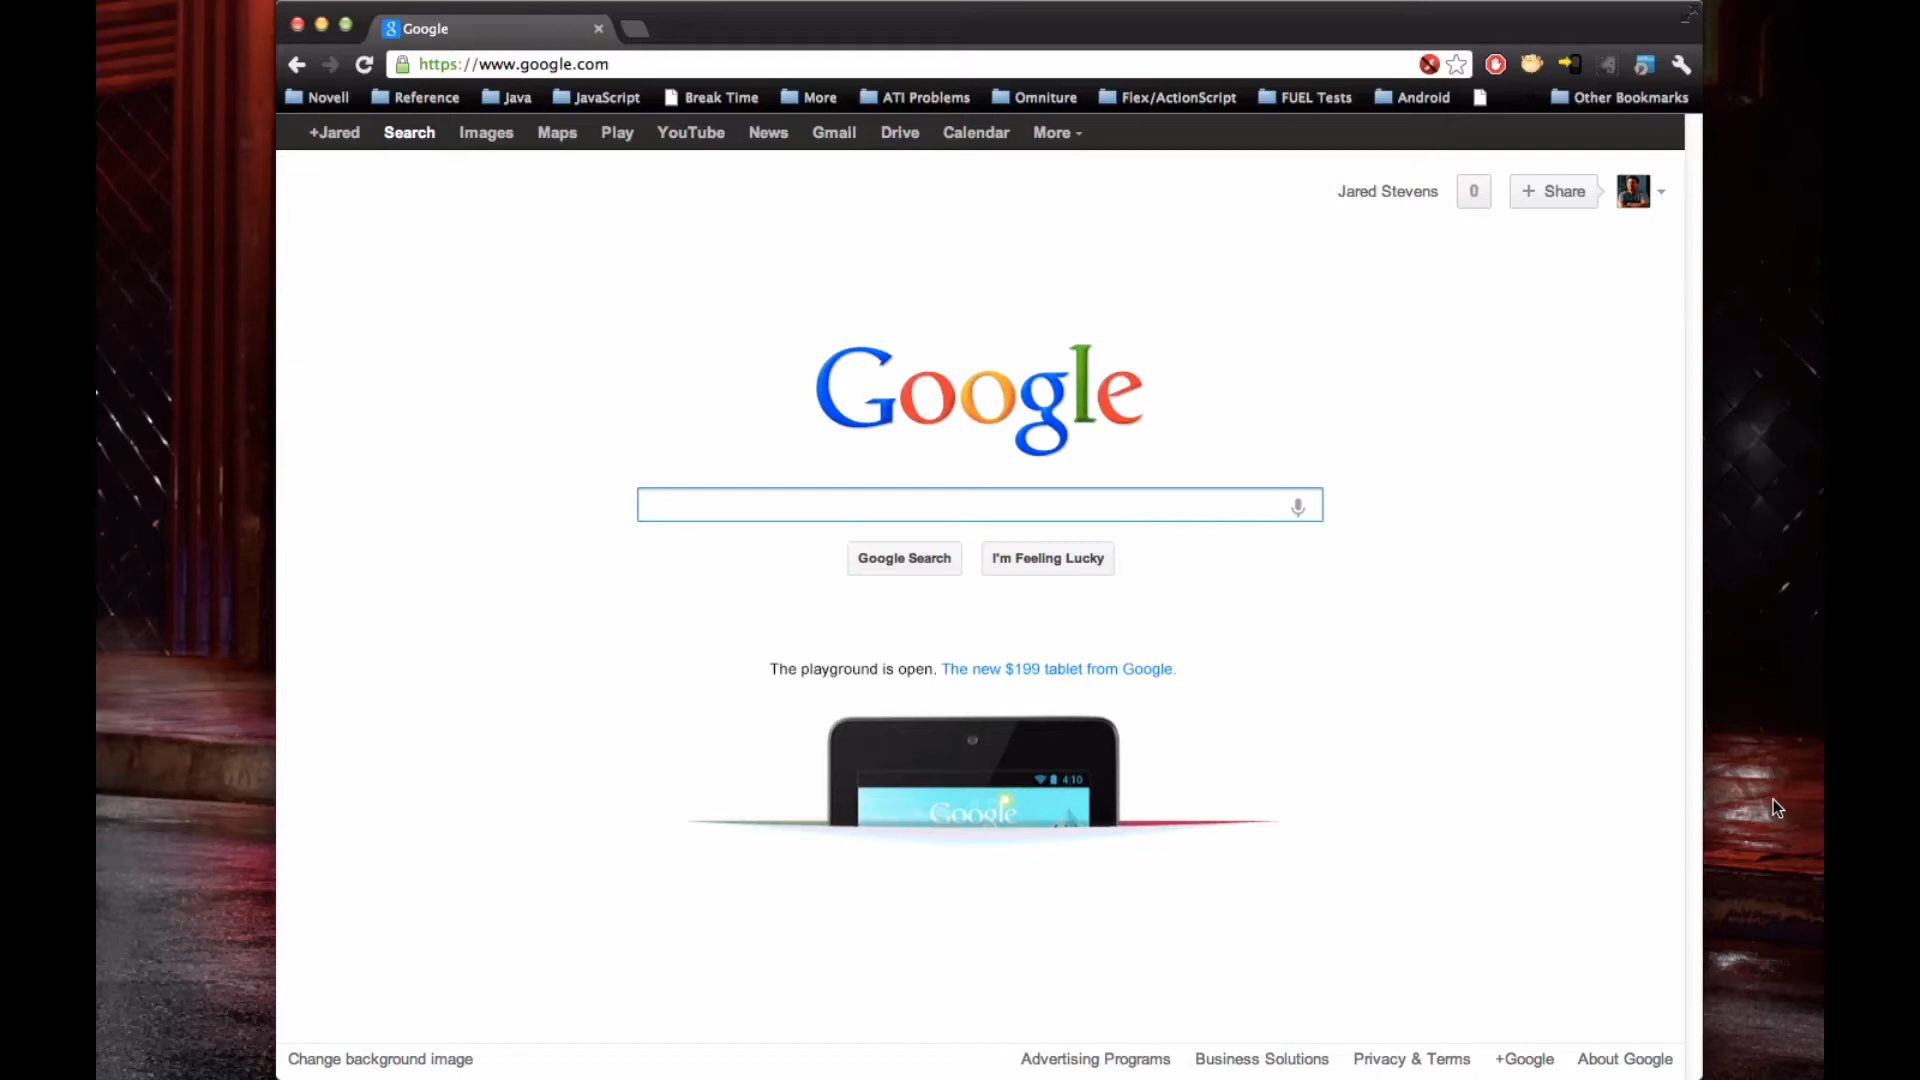 Google
https://www.google.com
Novell Reference Java JavaScript Break Time More ATI Problems Omniture Flex/ActionScript FUEL Tests Android Other Bookmarks
+Jared Search Images Maps Play YouTube News Gmail Drive Calendar More
Jared Stevens 0 + Share
Google
Google Search I'm Feeling Lucky
The playground is open. The new $199 tablet from Google.
4:10
Google
Change background image Advertising Programs Business Solutions Privacy & Terms +Google About Google